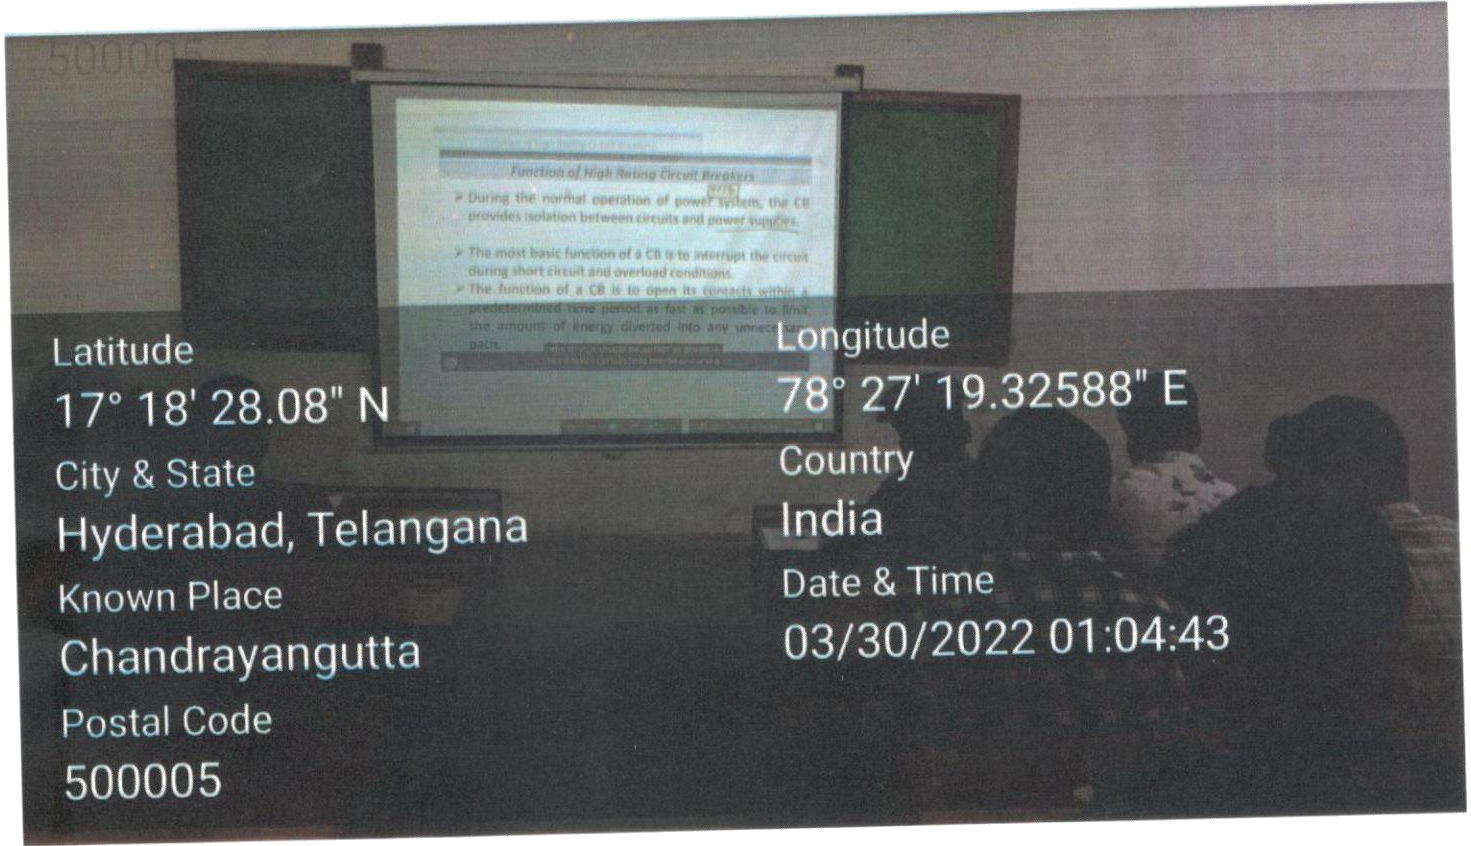 500005
Function of High Rating Circuit Breakers
➢ During the normal operation of power system, the CB
provides isolation between circuits and power supplies.
➢ The most basic function of a CB is to interrupt the circuit
during short circuit and overload conditions.
➢ The function of a CB is to open its contacts within a
predetermined time period as fast as possible to limit
the amount of energy diverted into any
path.
Latitude
17° 18' 28.08" N
City & State
Hyderabad, Telangana
Known Place
Chandrayangutta
Postal Code
500005
Longitude
78° 27' 19.32588" E
Country
India
Date & Time
03/30/2022 01:04:43